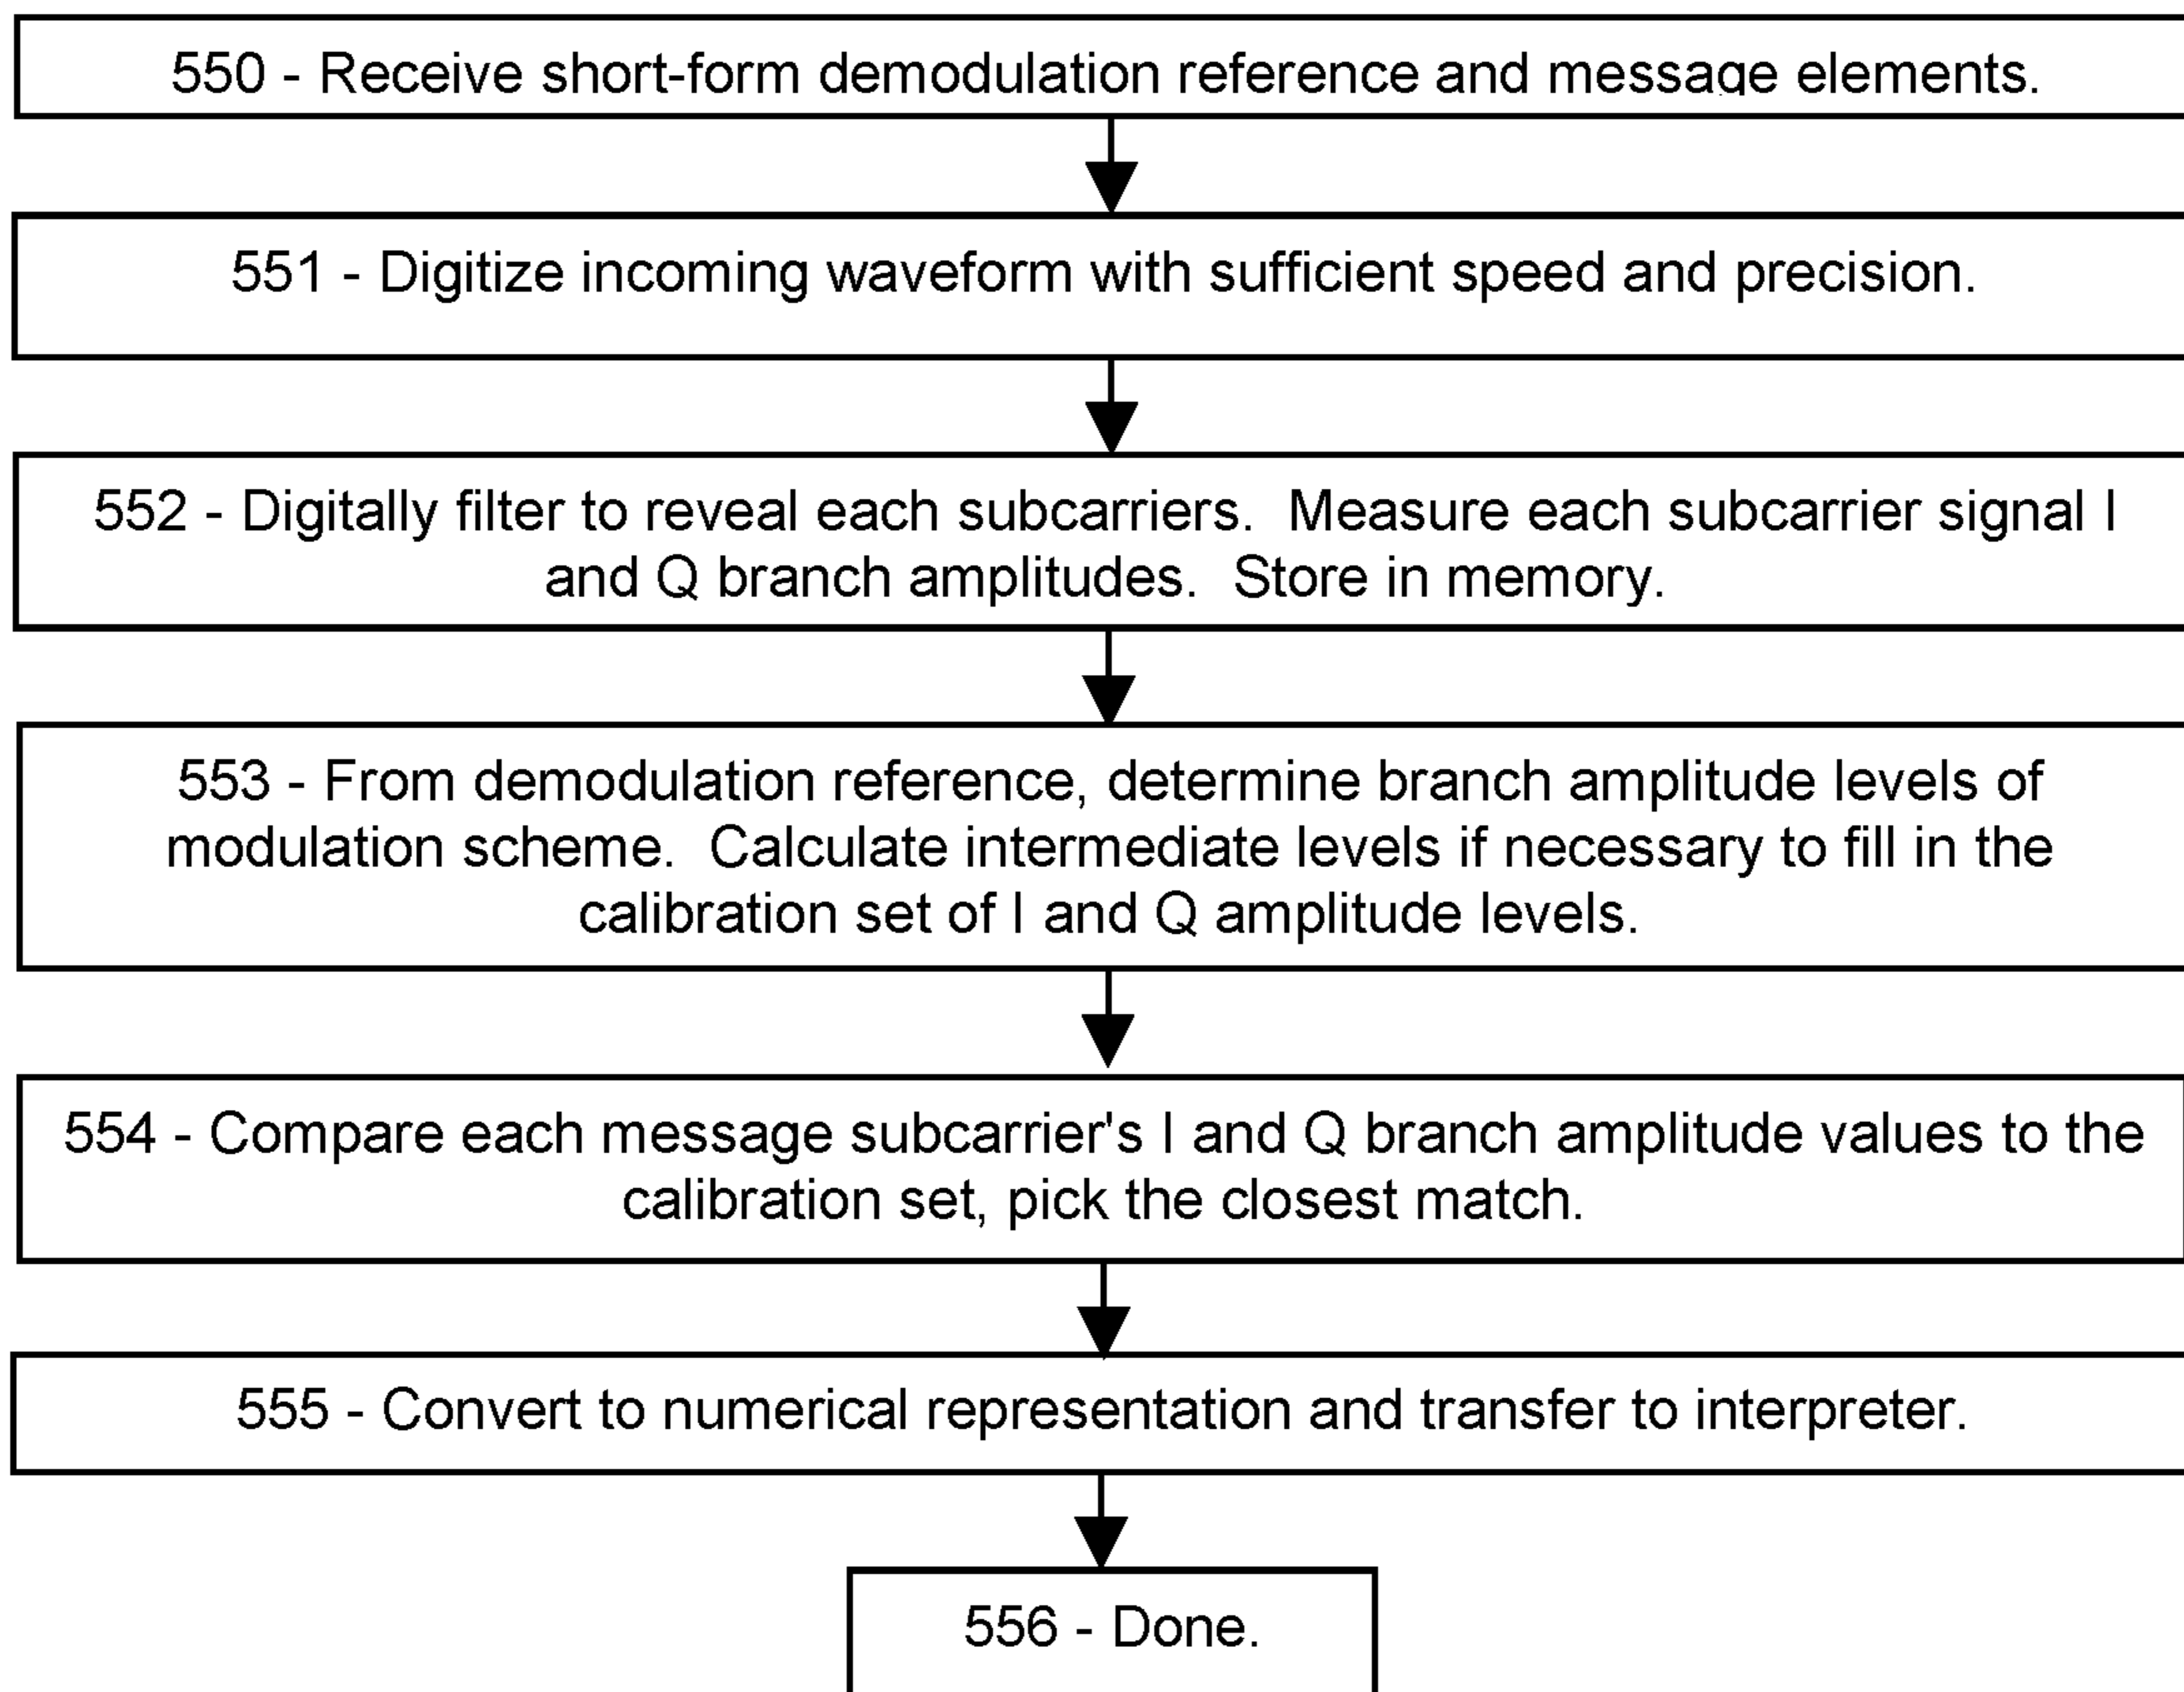 550 - Receive short-form demodulation reference and message elements.
551 - Digitize incoming waveform with sufficient speed and precision.
552 - Digitally filter to reveal each subcarriers.  Measure each subcarrier signal I
and Q branch amplitudes.  Store in memory.
553 - From demodulation reference, determine branch amplitude levels of
modulation scheme.  Calculate intermediate levels if necessary to fill in the
calibration set of I and Q amplitude levels.
554 - Compare each message subcarrier's I and Q branch amplitude values to the
calibration set, pick the closest match.
555 - Convert to numerical representation and transfer to interpreter.
556 - Done.